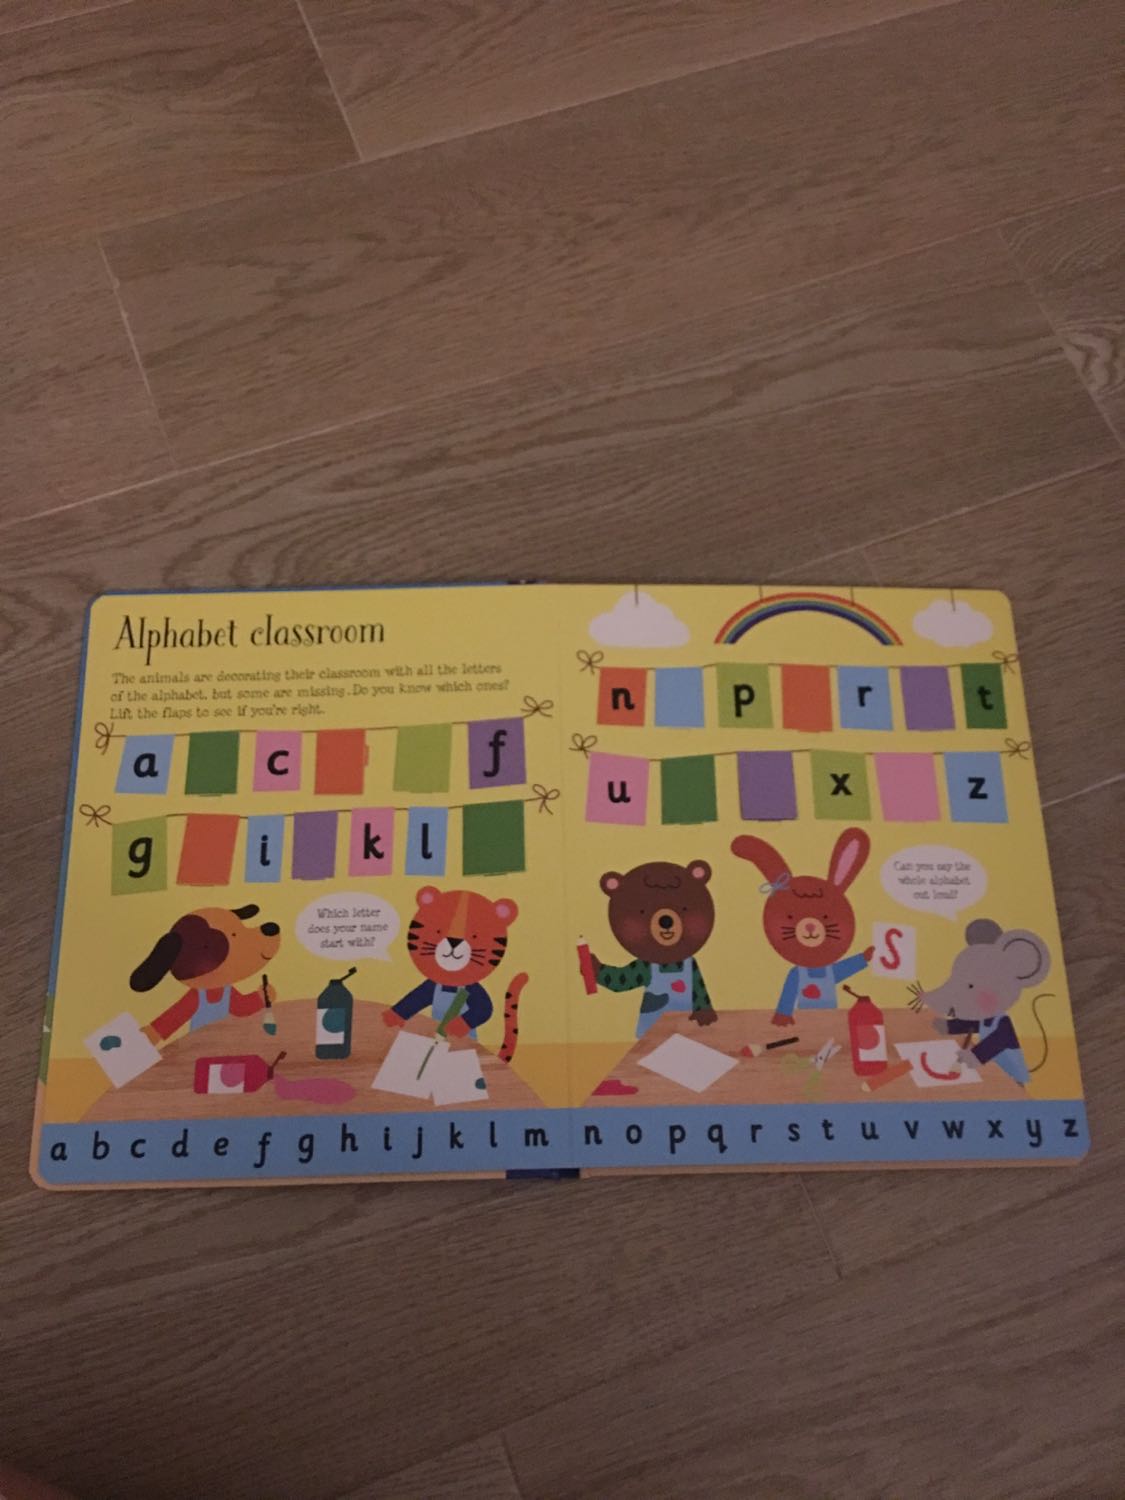 Alphabet classroom
The animals are decorating their classroom with all the letters
of the alphabet, but some are missing. Do you know which ones?
Lift the flaps to see if you're right.
a c f
g i k l
Which letter
does your name
start with?
n p r t
u x z
Can you say the
whole alphabet
out loud?
S
a b c d e f g h i j k l m n o p q r s t u v w x y z